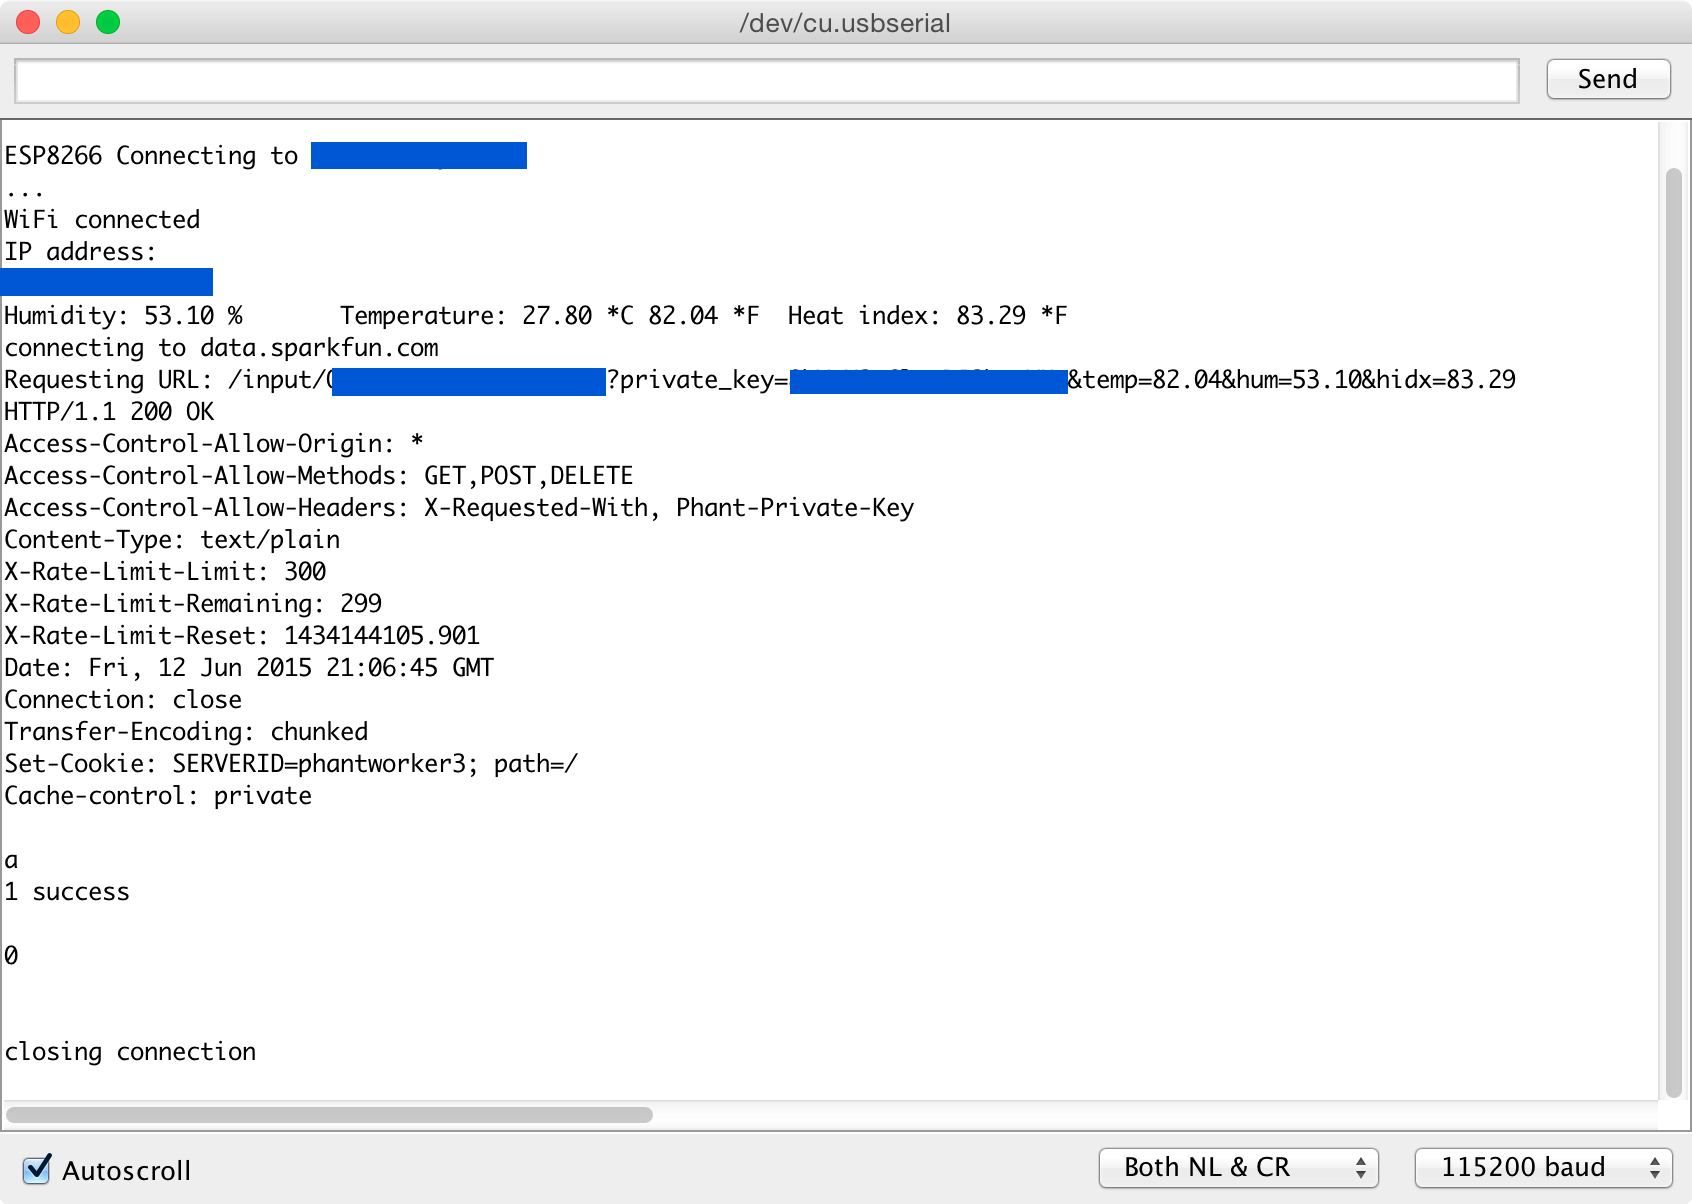 /dev/cu.usbserial
Send
ESP8266 Connecting to
...
WiFi connected
IP address:
Humidity: 53.10 %       Temperature: 27.80 *C 82.04 *F  Heat index: 83.29 *F
connecting to data.sparkfun.com
Requesting URL: /input/ ?private_key= &temp=82.04&hum=53.10&hidx=83.29
HTTP/1.1 200 OK
Access-Control-Allow-Origin: *
Access-Control-Allow-Methods: GET,POST,DELETE
Access-Control-Allow-Headers: X-Requested-With, Phant-Private-Key
Content-Type: text/plain
X-Rate-Limit-Limit: 300
X-Rate-Limit-Remaining: 299
X-Rate-Limit-Reset: 1434144105.901
Date: Fri, 12 Jun 2015 21:06:45 GMT
Connection: close
Transfer-Encoding: chunked
Set-Cookie: SERVERID=phantworker3; path=/
Cache-control: private
a
1 success
0
closing connection
Autoscroll
Both NL & CR
115200 baud